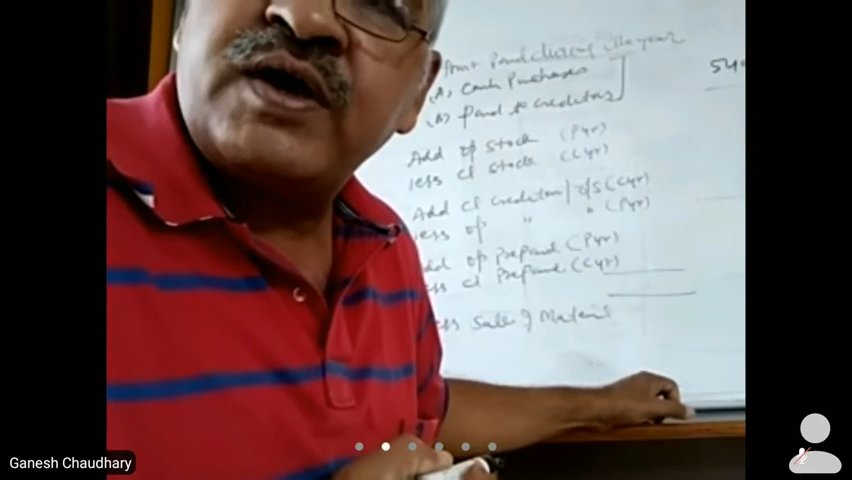 Amt Paid during the year
(A) Cash Purchases
540
(B) Paid to creditors
Add op stock (Pyr)
less cl stock (Cyr)
Add cl creditors / o/s (Cyr)
less op " " (Pyr)
Add op prepaid (Pyr)
less cl Prepaid (Cyr)
less Sale of Material
Ganesh Chaudhary